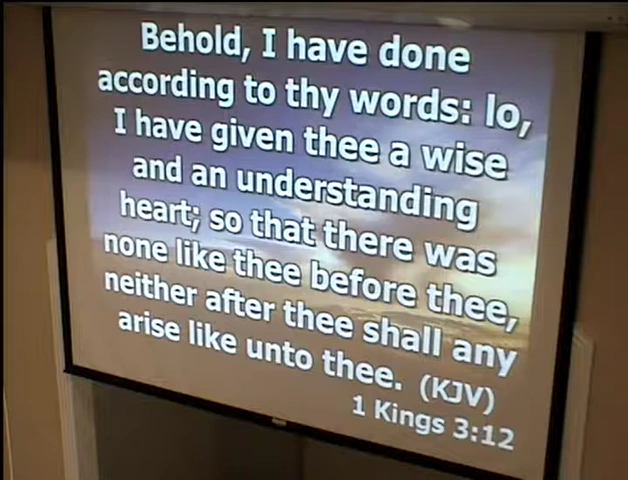 Behold, I have done
according to thy words: lo,
I have given thee a wise
and an understanding
heart; so that there was
none like thee before thee,
neither after thee shall any
arise like unto thee. (KJV)
1 Kings 3:12